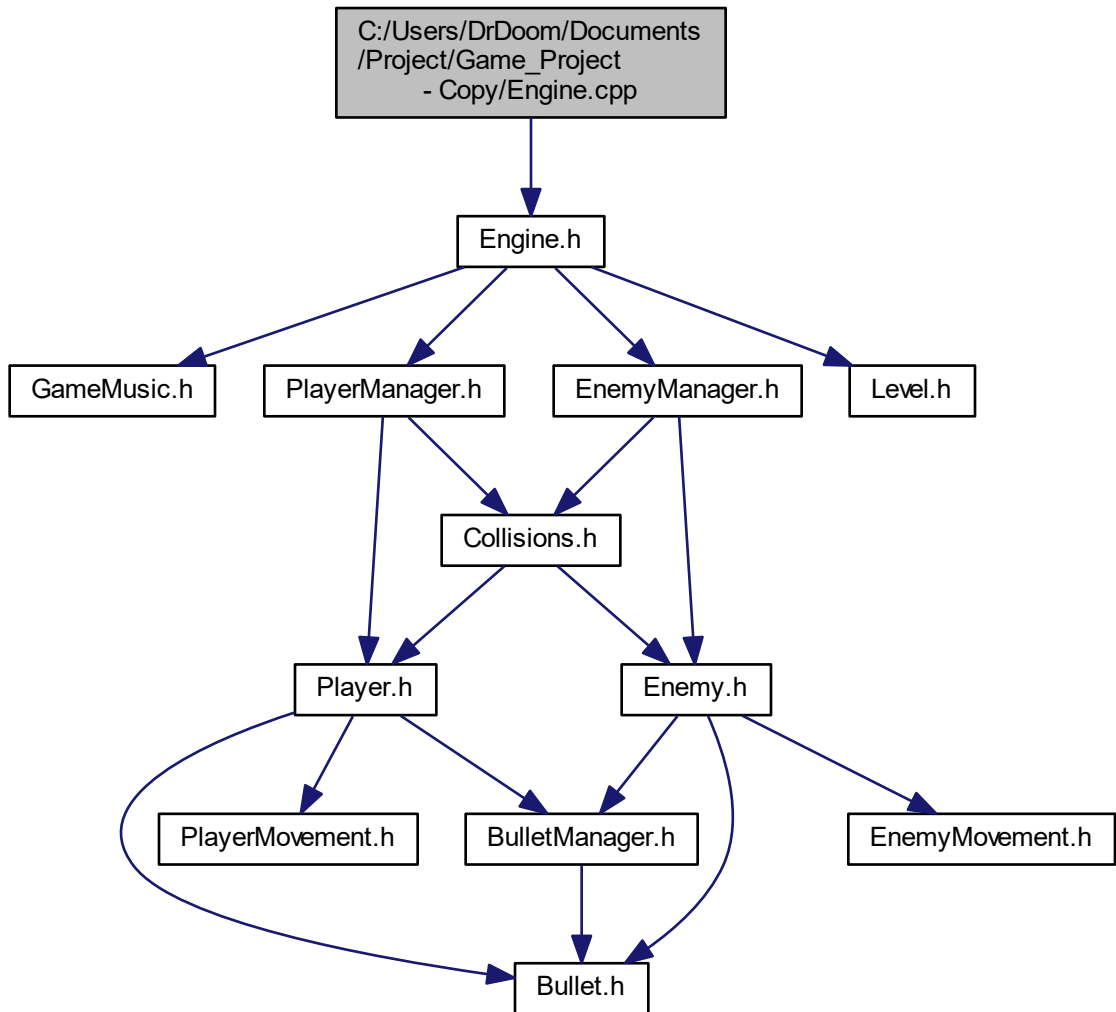 C:/Users/DrDoom/Documents
/Project/Game_Project
- Copy/Engine.cpp
Engine.h
GameMusic.h
PlayerManager.h
EnemyManager.h
Level.h
Collisions.h
Player.h
Enemy.h
PlayerMovement.h
BulletManager.h
EnemyMovement.h
Bullet.h